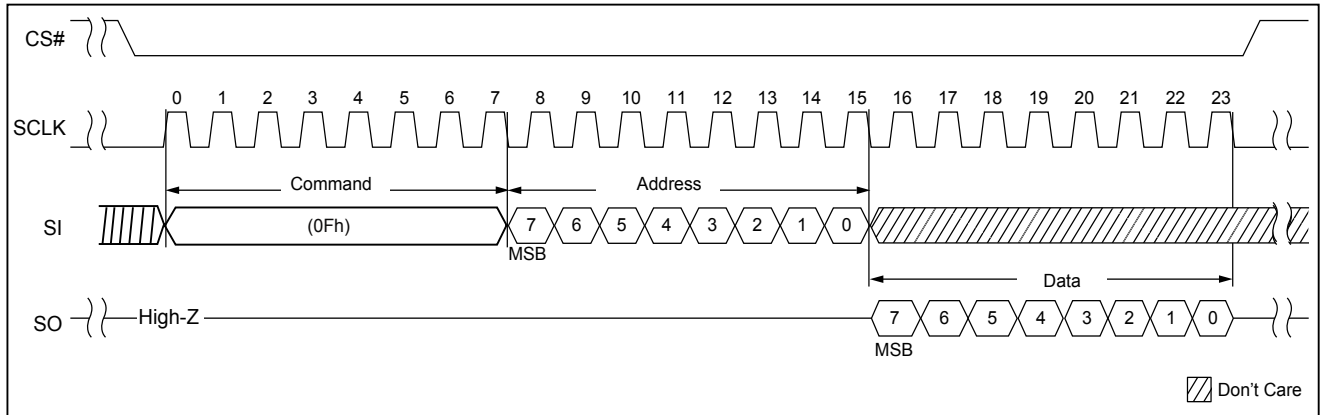 CS#
0 1 2 3 4 5 6 7 8 9 10 11 12 13 14 15 16 17 18 19 20 21 22 23
SCLK
Command Address
SI (0Fh) 7 6 5 4 3 2 1 0
MSB
Data
SO High-Z 7 6 5 4 3 2 1 0
MSB
Don't Care